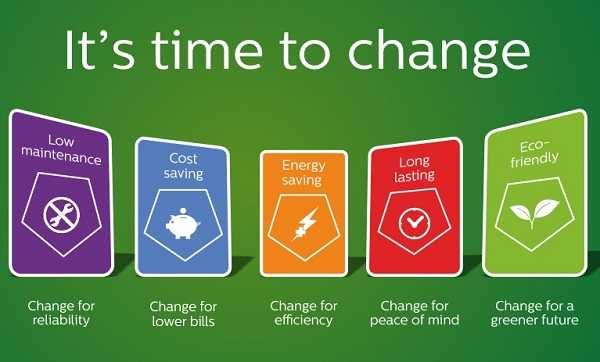 It's time to change
Low
maintenance
Cost
saving
Energy
saving
Long
lasting
Eco-
friendly
Change for
reliability
Change for
lower bills
Change for
efficiency
Change for
peace of mind
Change for a
greener future